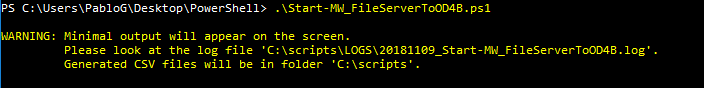 PS C:\Users\PabloG\Desktop\PowerShell> .\Start-MW_FileServerToOD4B.ps1
WARNING: Minimal output will appear on the screen.
Please look at the log file 'C:\scripts\LOGS\20181109_Start-MW_FileServerToOD4B.log'.
Generated CSV files will be in folder 'C:\scripts'.